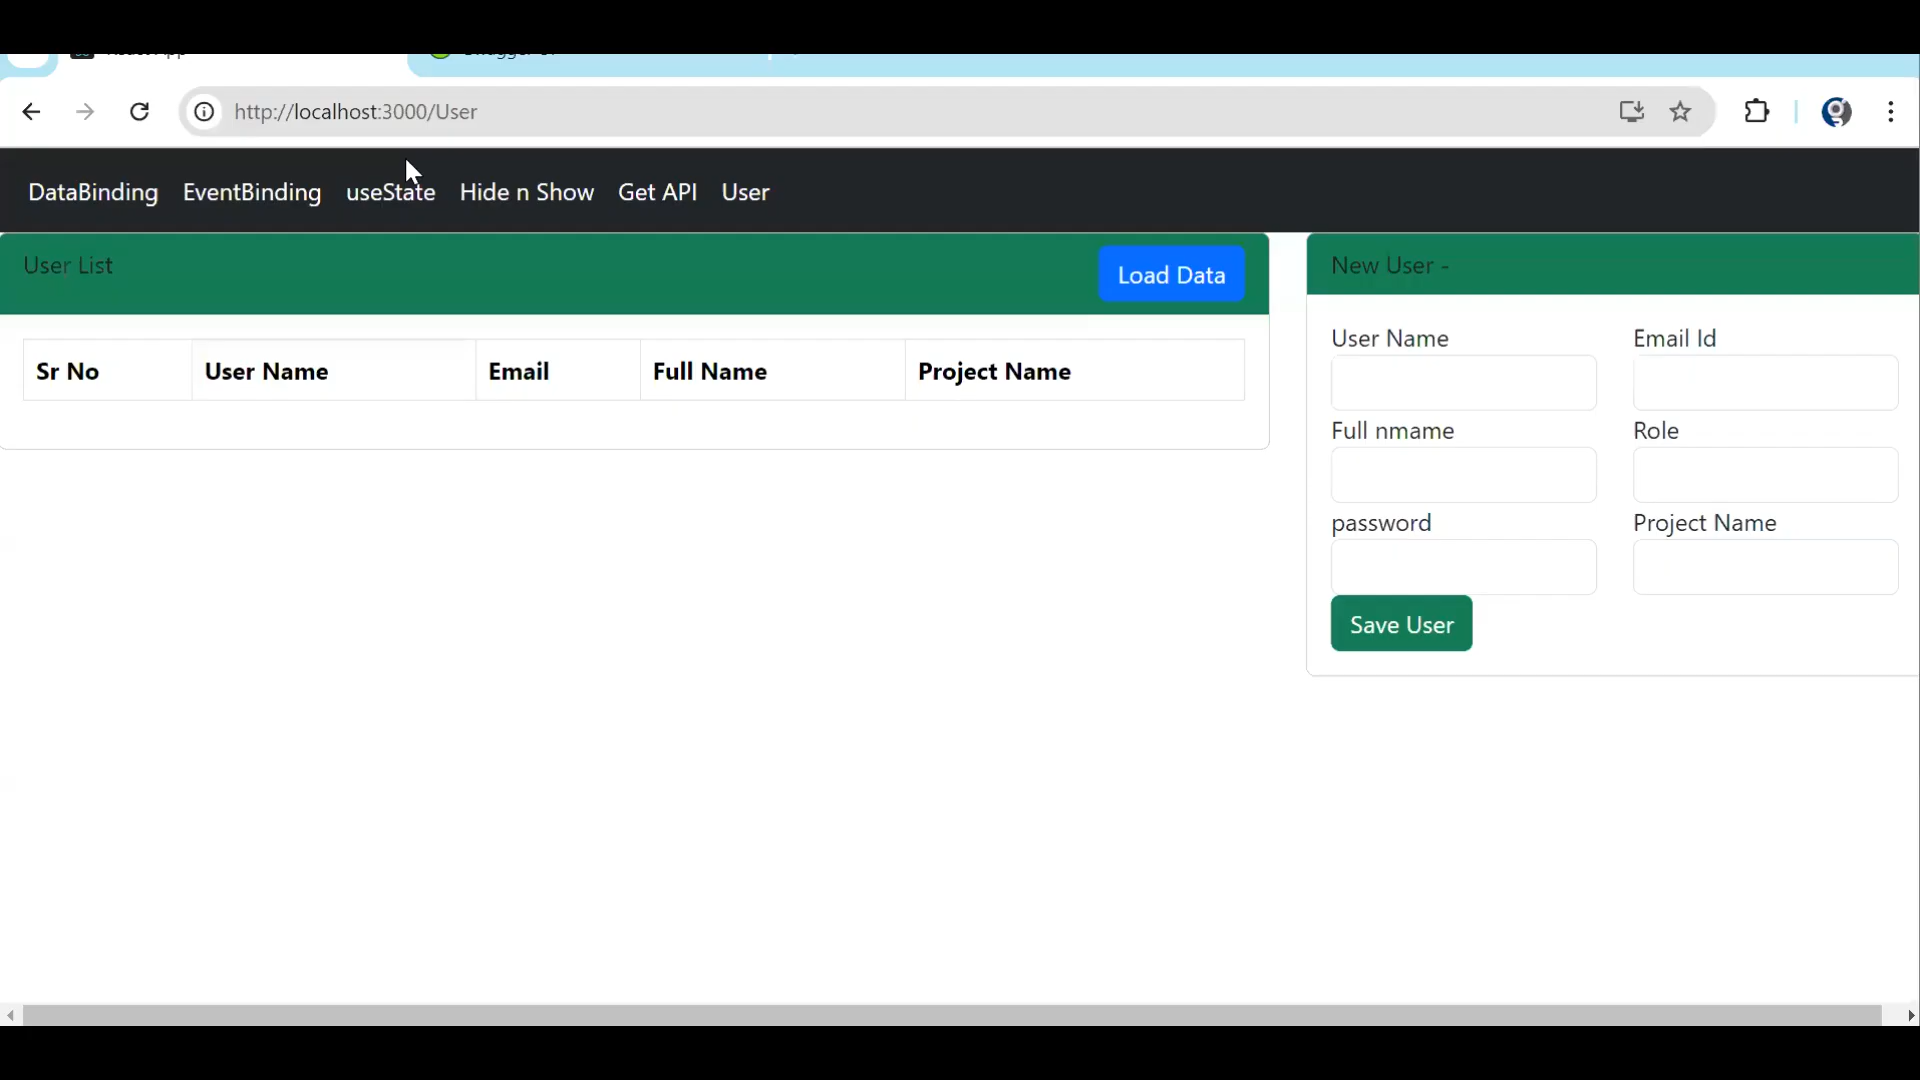 http://localhost:3000/User
DataBinding EventBinding useState Hide n Show Get API User
User List
Load Data
Sr No User Name Email Full Name Project Name
New User -
User Name Email Id
Full nmame Role
password Project Name
Save User